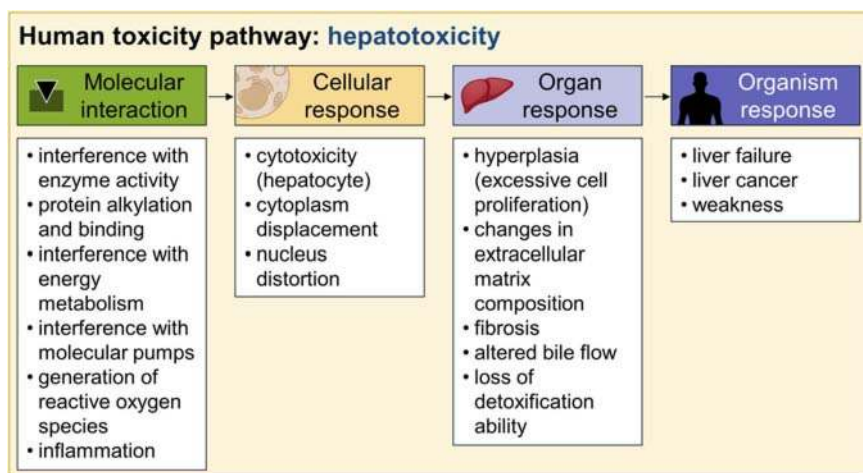 Human toxicity pathway: hepatotoxicity
Molecular
interaction
• interference with
enzyme activity
• protein alkylation
and binding
• interference with
energy
metabolism
• interference with
molecular pumps
• generation of
reactive oxygen
species
• inflammation
Cellular
response
• cytotoxicity
(hepatocyte)
• cytoplasm
displacement
• nucleus
distortion
Organ
response
• hyperplasia
(excessive cell
proliferation)
• changes in
extracellular
matrix
composition
• fibrosis
• altered bile flow
• loss of
detoxification
ability
Organism
response
• liver failure
• liver cancer
• weakness